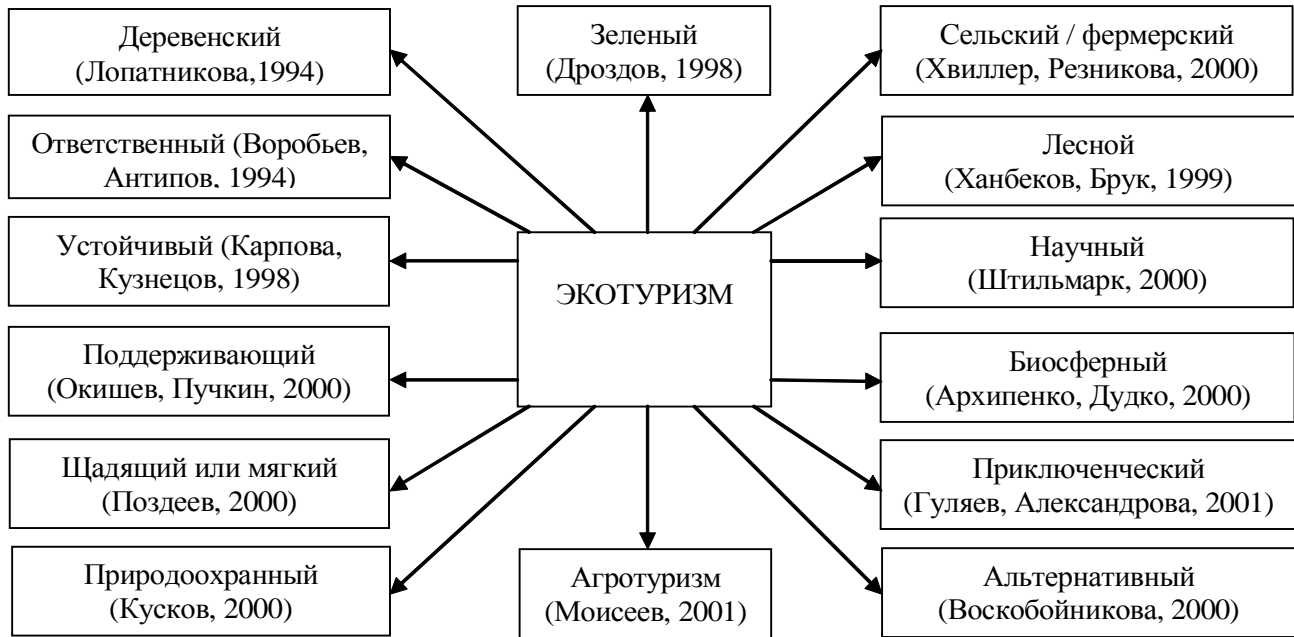 Деревенский
(Лопатникова,1994)
Зеленый
(Дроздов, 1998)
Сельский / фермерский
(Хвиллер, Резникова, 2000)
Ответственный (Воробьев,
Антипов, 1994)
Лесной
(Ханбеков, Брук, 1999)
Устойчивый (Карпова,
Кузнецов, 1998)
ЭКОТУРИЗМ
Научный
(Штильмарк, 2000)
Поддерживающий
(Окишев, Пучкин, 2000)
Биосферный
(Архипенко, Дудко, 2000)
Щадящий или мягкий
(Поздеев, 2000)
Приключенческий
(Гуляев, Александрова, 2001)
Природоохранный
(Кусков, 2000)
Агротуризм
(Моисеев, 2001)
Альтернативный
(Воскобойникова, 2000)